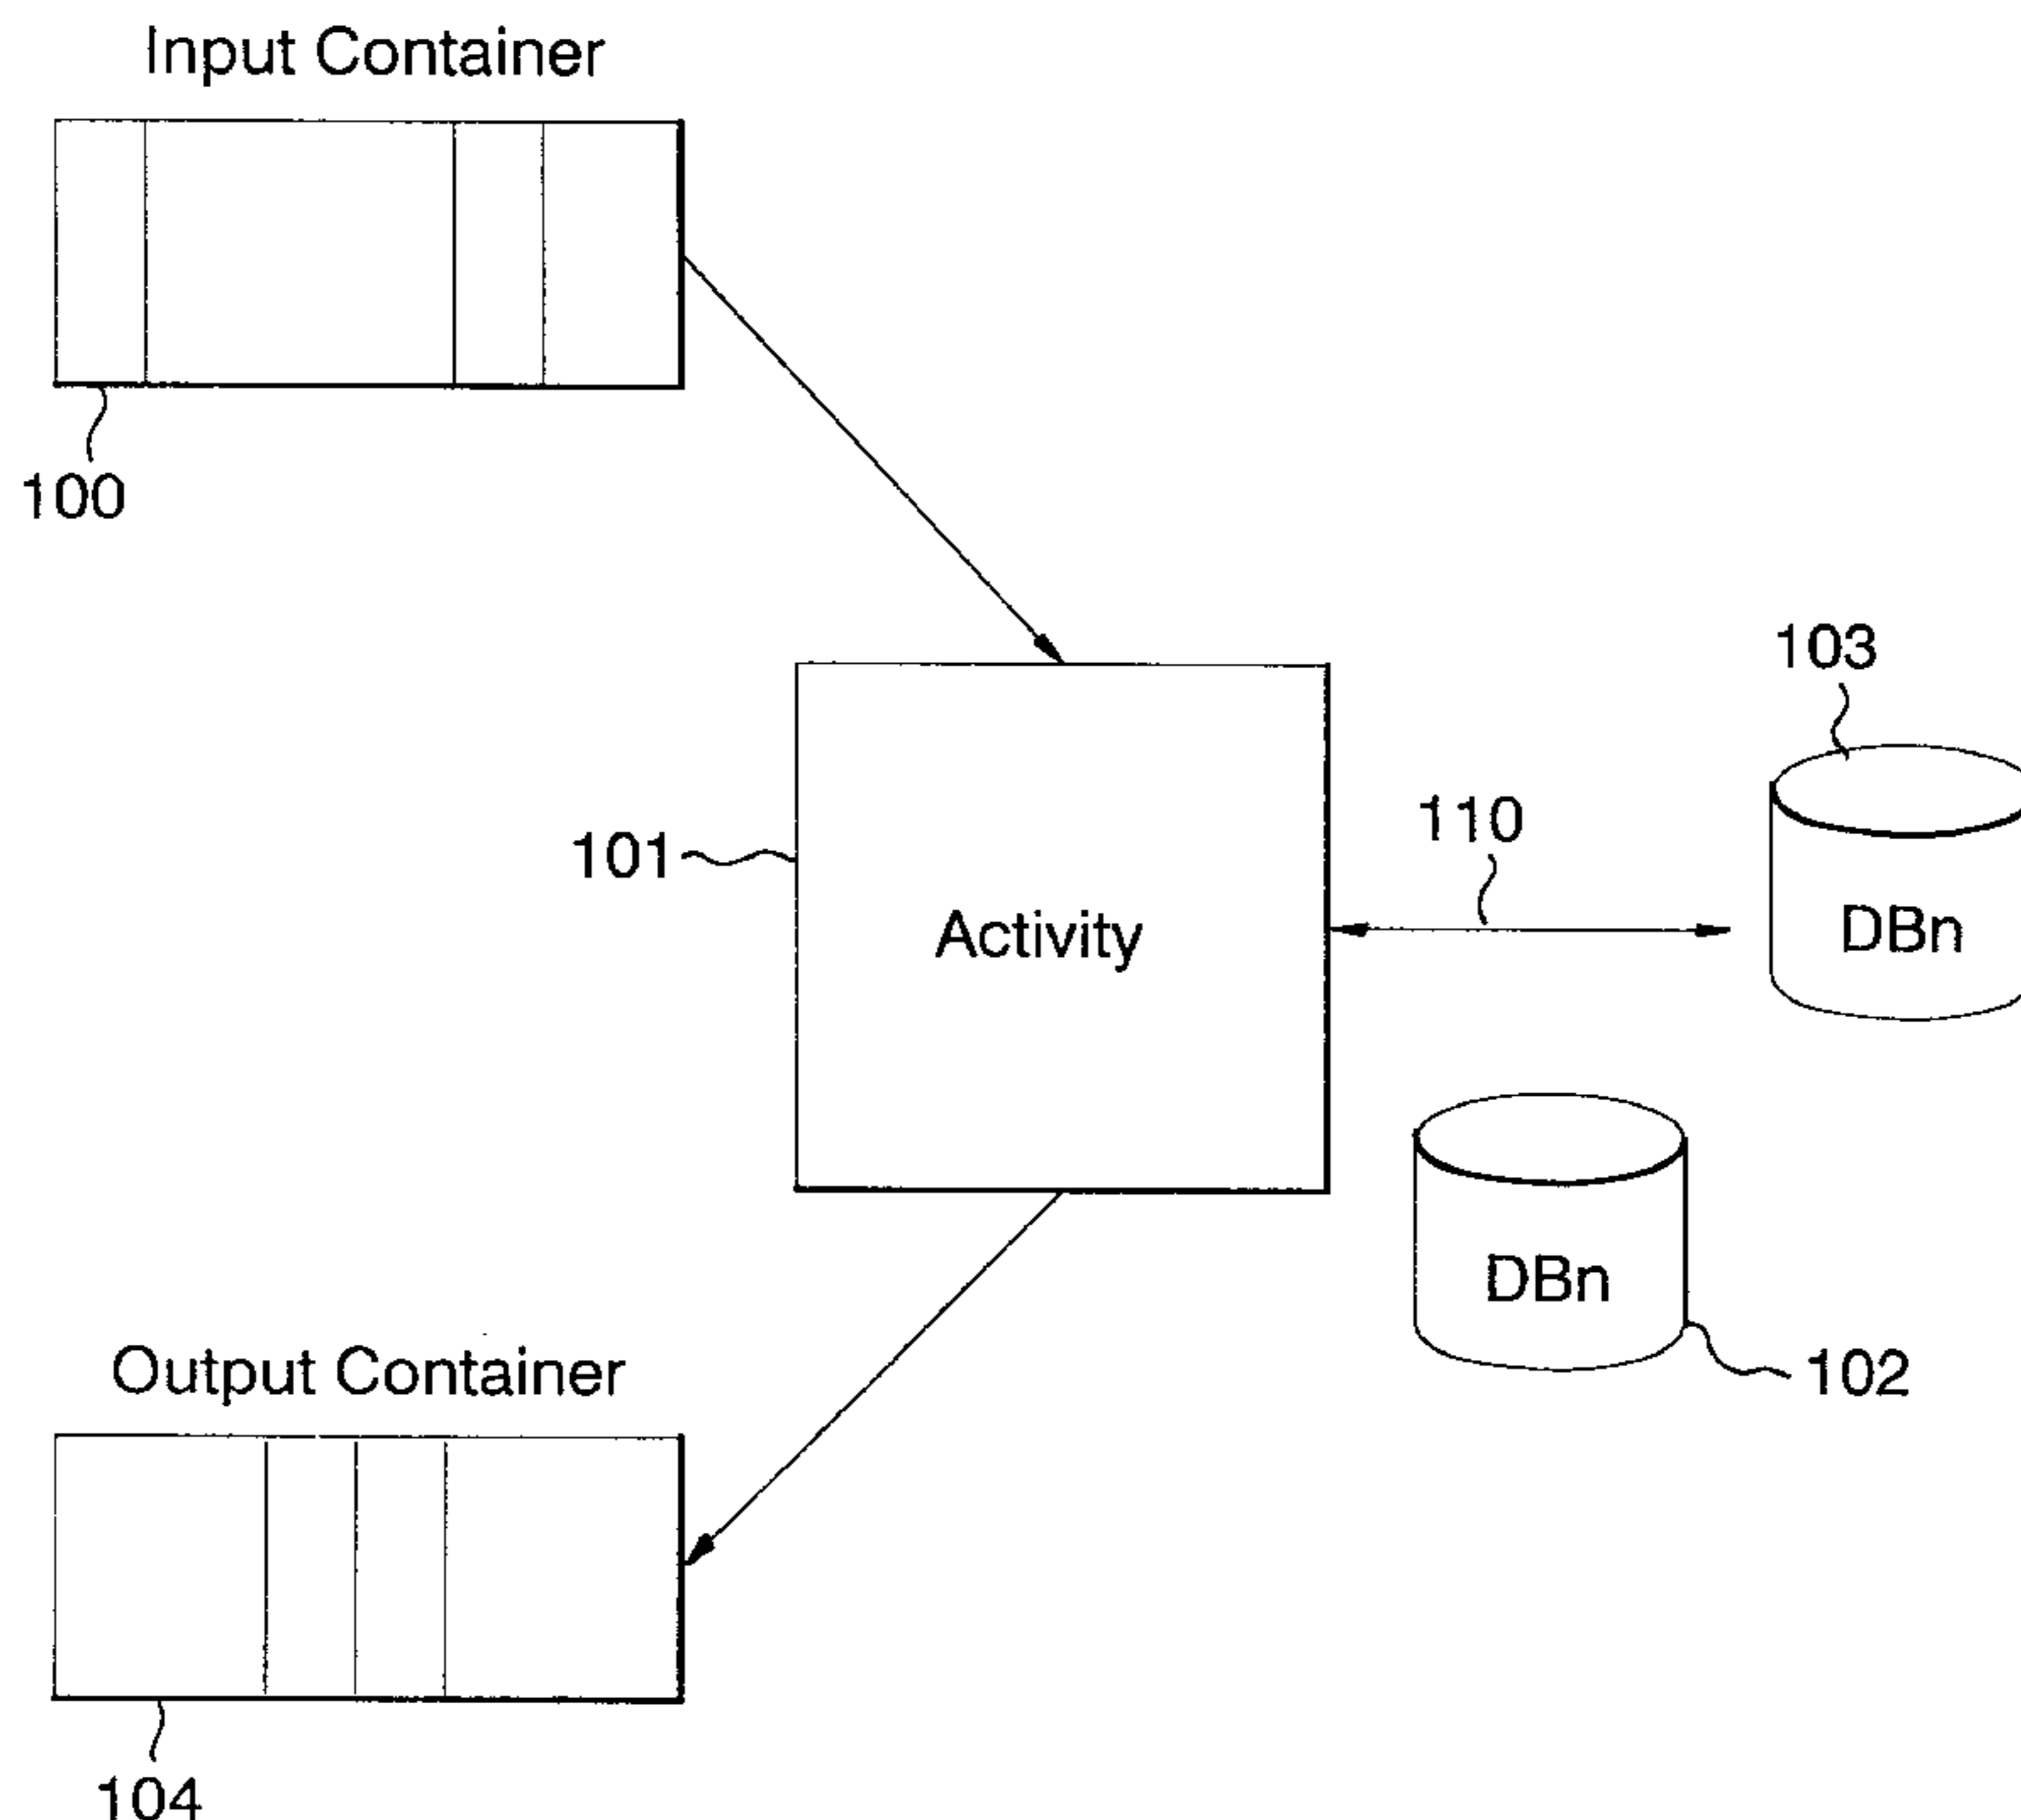 Input Container
100
103
110
101
Activity
DBn
DBn
102
Output Container
104